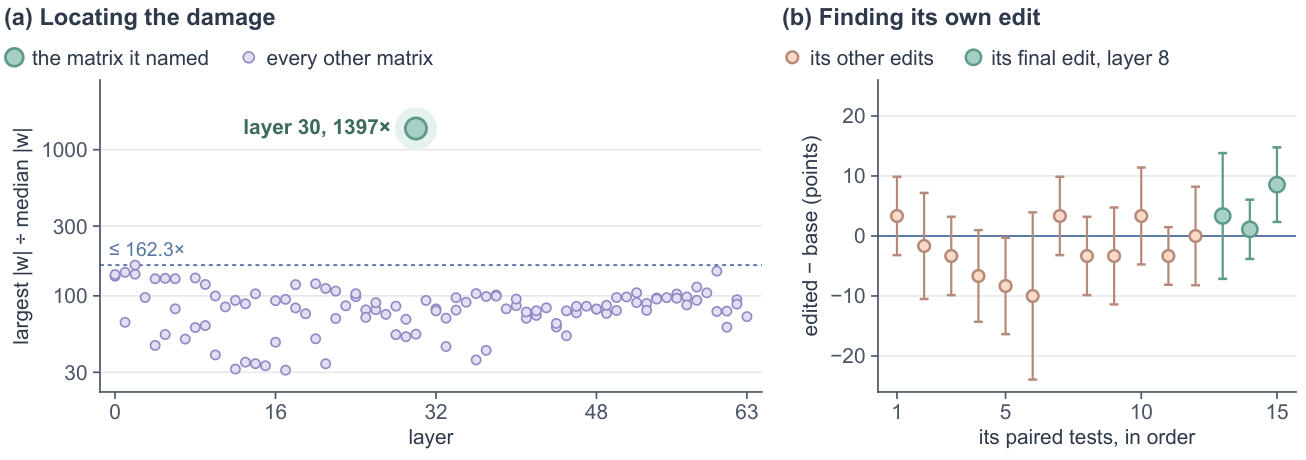 (a) Locating the damage
the matrix it named
every other matrix
largest |w| ÷ median |w|
1000
300
100
30
layer 30, 1397×
≤ 162.3×
0
16
32
48
63
layer
(b) Finding its own edit
its other edits
its final edit, layer 8
edited − base (points)
20
10
0
−10
−20
1
5
10
15
its paired tests, in order